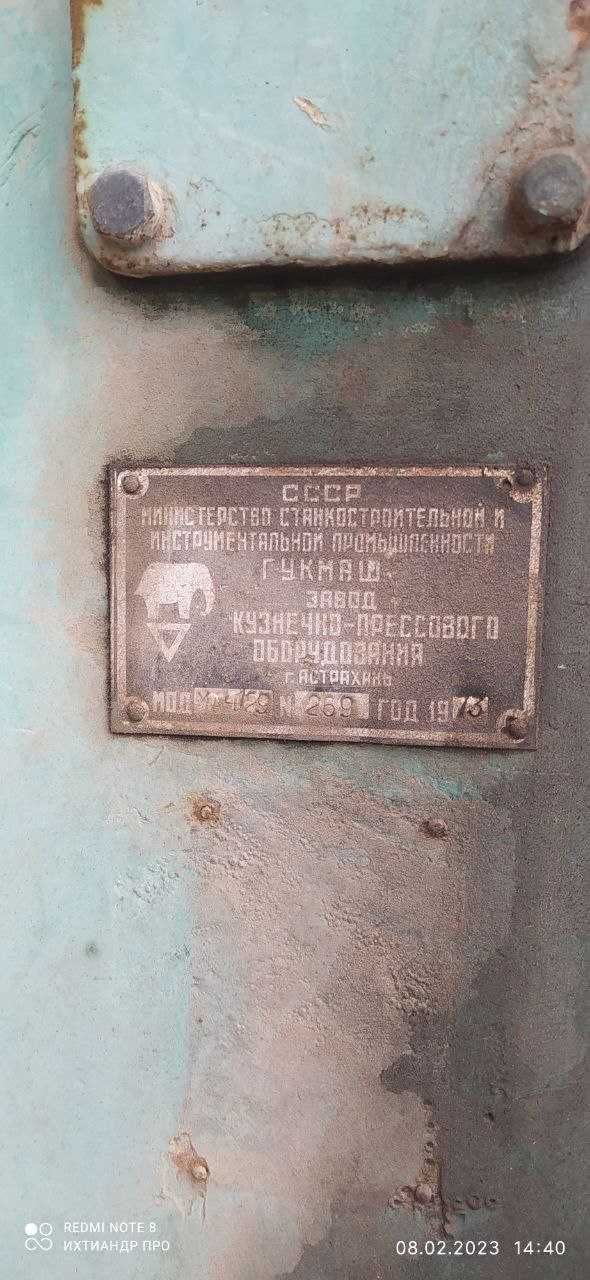 СССР
МИНИСТЕРСТВО СТАНКОСТРОИТЕЛЬНОЙ И
ИНСТРУМЕНТАЛЬНОЙ ПРОМЫШЛЕННОСТИ
ГУКМАШ
ЗАВОД
КУЗНЕЧНО-ПРЕССОВОГО
ОБОРУДОВАНИЯ
Г. АСТРАХАНЬ
МОД № 259 ГОД 1973
REDMI NOTE 8
ИХТИАНДР ПРО
08.02.2023 14:40